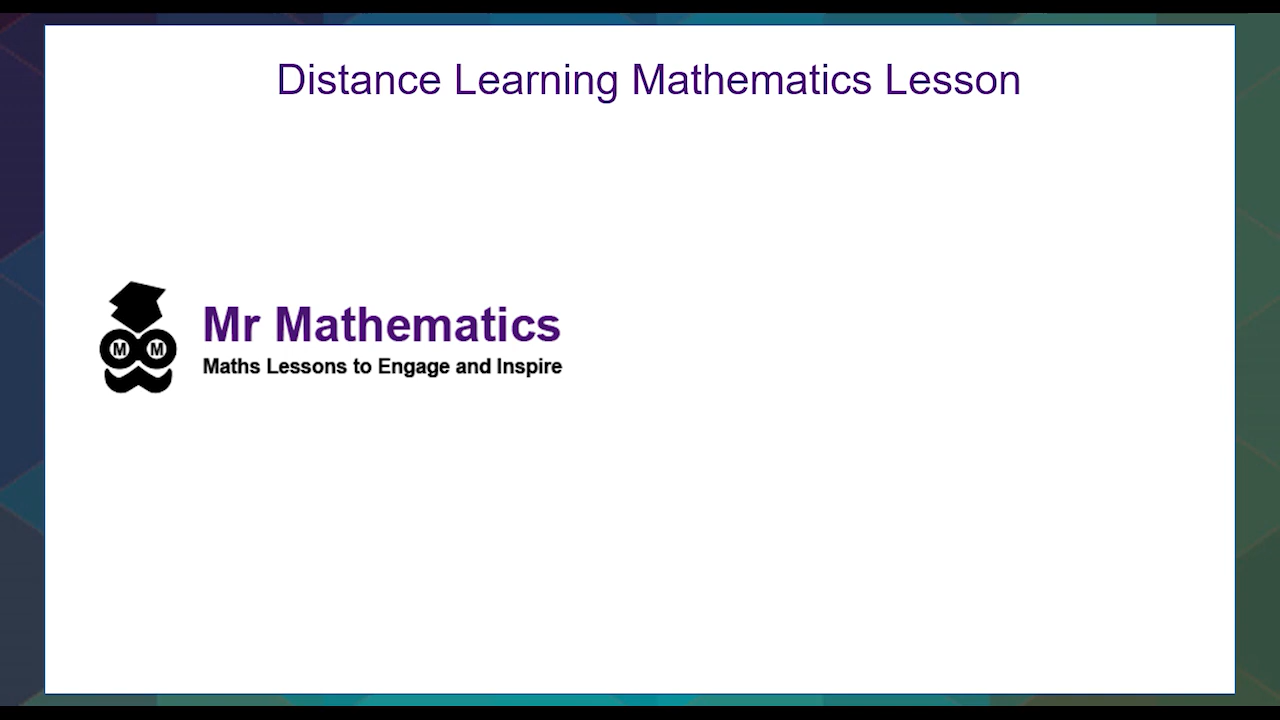 Distance Learning Mathematics Lesson
Mr Mathematics
M M
Maths Lessons to Engage and Inspire